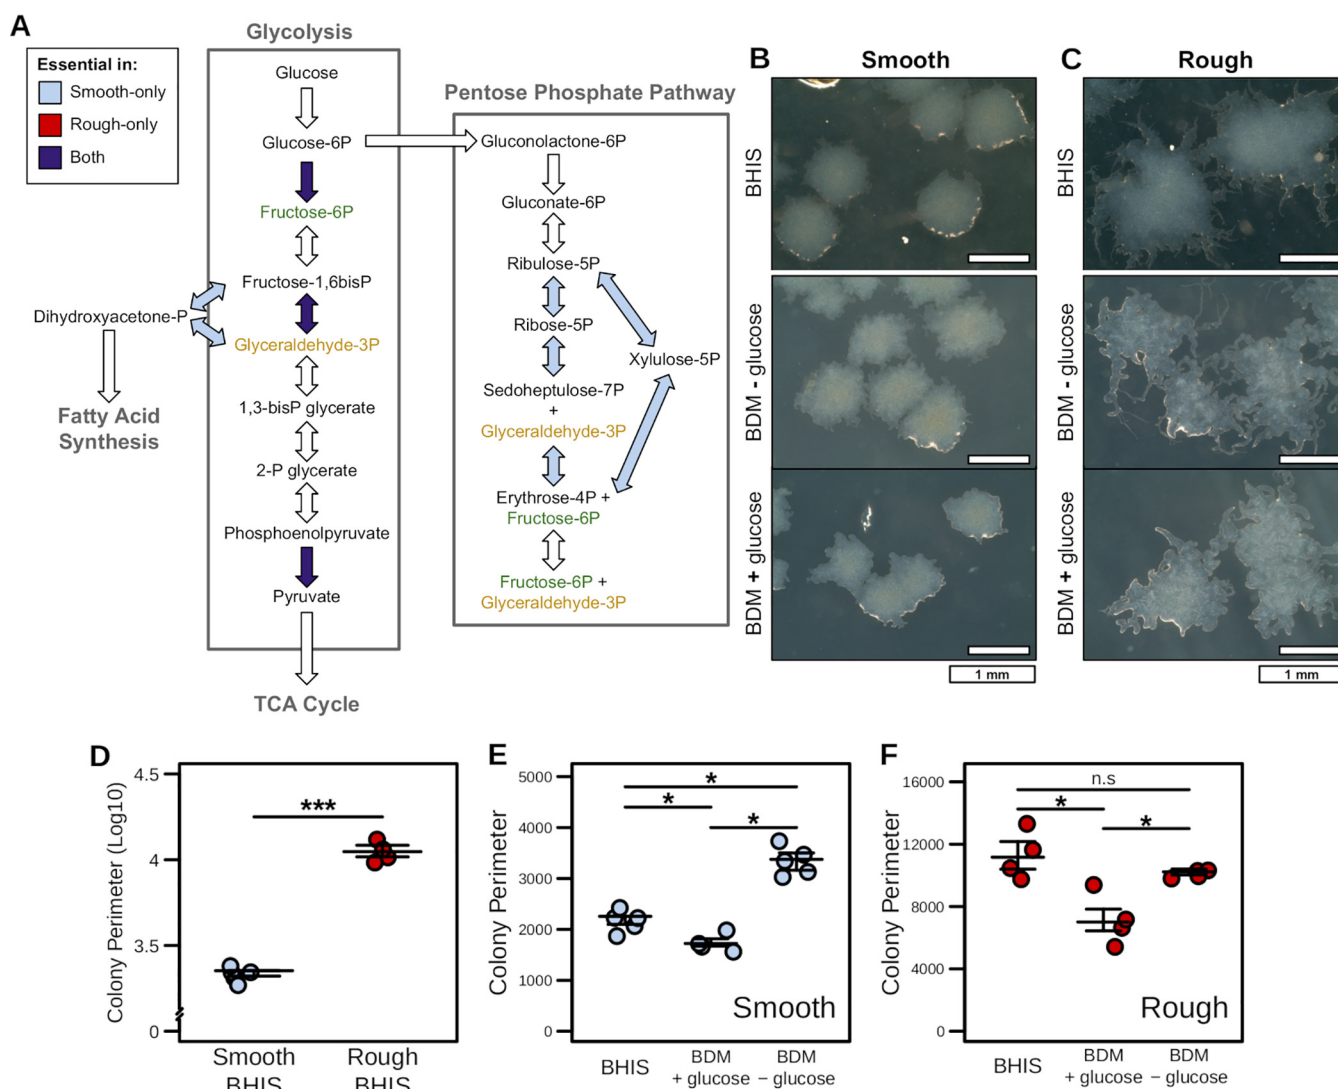 A
Essential in:
Smooth-only
Rough-only
Both
Glycolysis
Glucose
Glucose-6P
Fructose-6P
Fructose-1,6bisP
Dihydroxyacetone-P
Glyceraldehyde-3P
1,3-bisP glycerate
2-P glycerate
Phosphoenolpyruvate
Pyruvate
TCA Cycle
Fatty Acid
Synthesis
Pentose Phosphate Pathway
Gluconolactone-6P
Gluconate-6P
Ribulose-5P
Ribose-5P
Xylulose-5P
Sedoheptulose-7P
+
Glyceraldehyde-3P
Erythrose-4P +
Fructose-6P
Fructose-6P +
Glyceraldehyde-3P
B
Smooth
BHIS
BDM - glucose
BDM + glucose
1 mm
C
Rough
BHIS
BDM - glucose
BDM + glucose
1 mm
D
Colony Perimeter (Log10)
4.5
4
3.5
0
***
Smooth
BHIS
Rough
BHIS
E
Colony Perimeter
5000
4000
3000
2000
1000
0
*
*
*
Smooth
BHIS
BDM
+ glucose
BDM
− glucose
F
Colony Perimeter
16000
12000
8000
4000
0
n.s
*
*
Rough
BHIS
BDM
+ glucose
BDM
− glucose